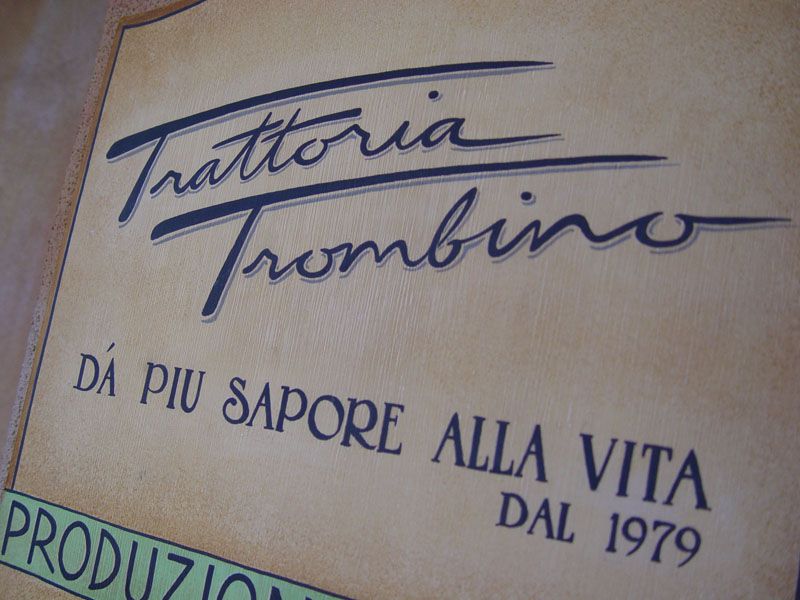 Trattoria
Trombino
DÁ PIU SAPORE ALLA VITA
DAL 1979